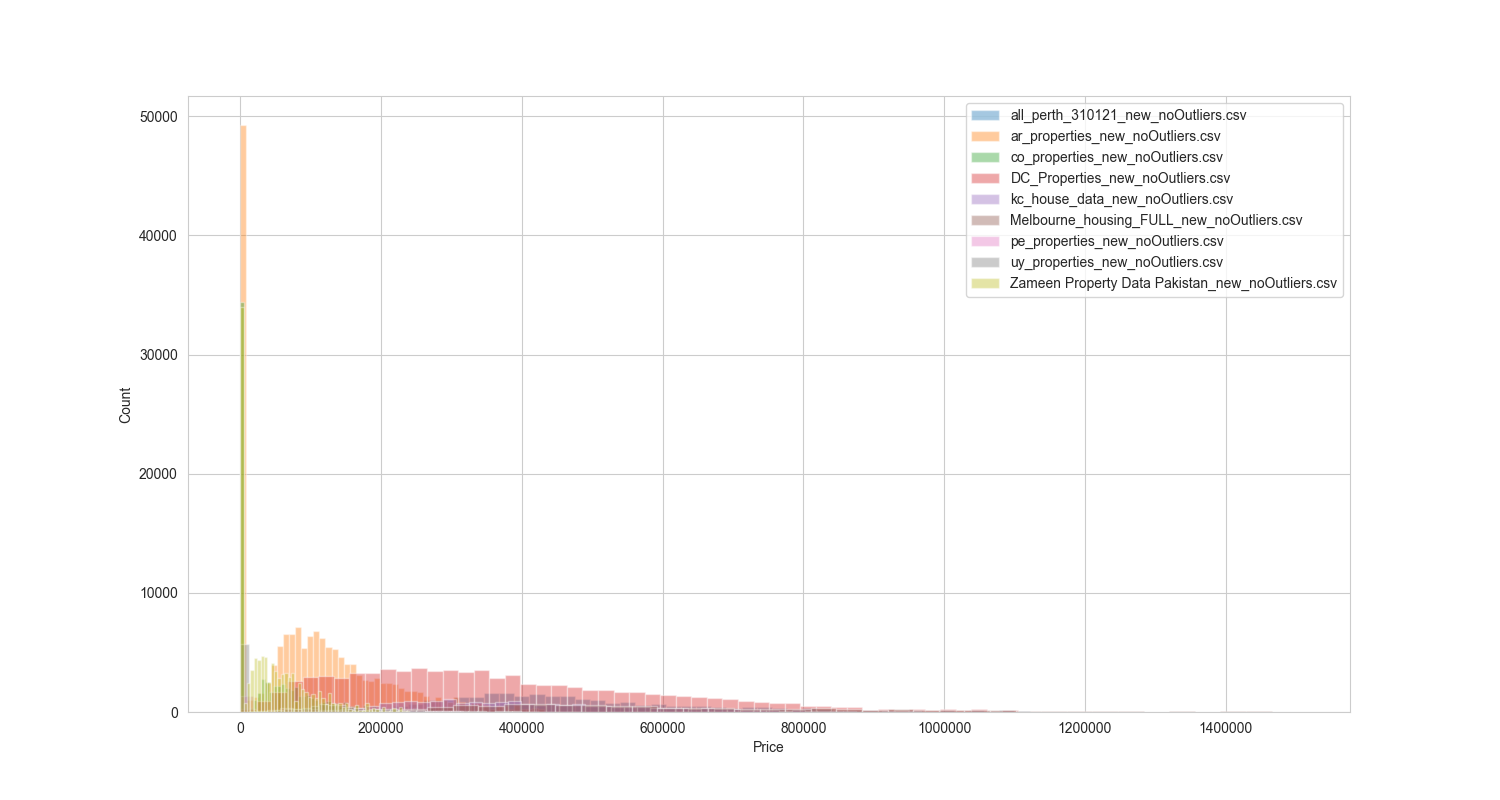 50000
40000
30000
20000
10000
0
Count
0 200000 400000 600000 800000 1000000 1200000 1400000
Price
all_perth_310121_new_noOutliers.csv
ar_properties_new_noOutliers.csv
co_properties_new_noOutliers.csv
DC_Properties_new_noOutliers.csv
kc_house_data_new_noOutliers.csv
Melbourne_housing_FULL_new_noOutliers.csv
pe_properties_new_noOutliers.csv
uy_properties_new_noOutliers.csv
Zameen Property Data Pakistan_new_noOutliers.csv